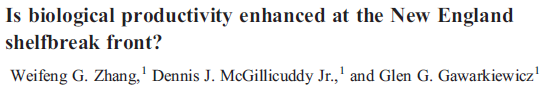 Is biological productivity enhanced at the New England
shelfbreak front?
Weifeng G. Zhang,¹ Dennis J. McGillicuddy Jr.,¹ and Glen G. Gawarkiewicz¹